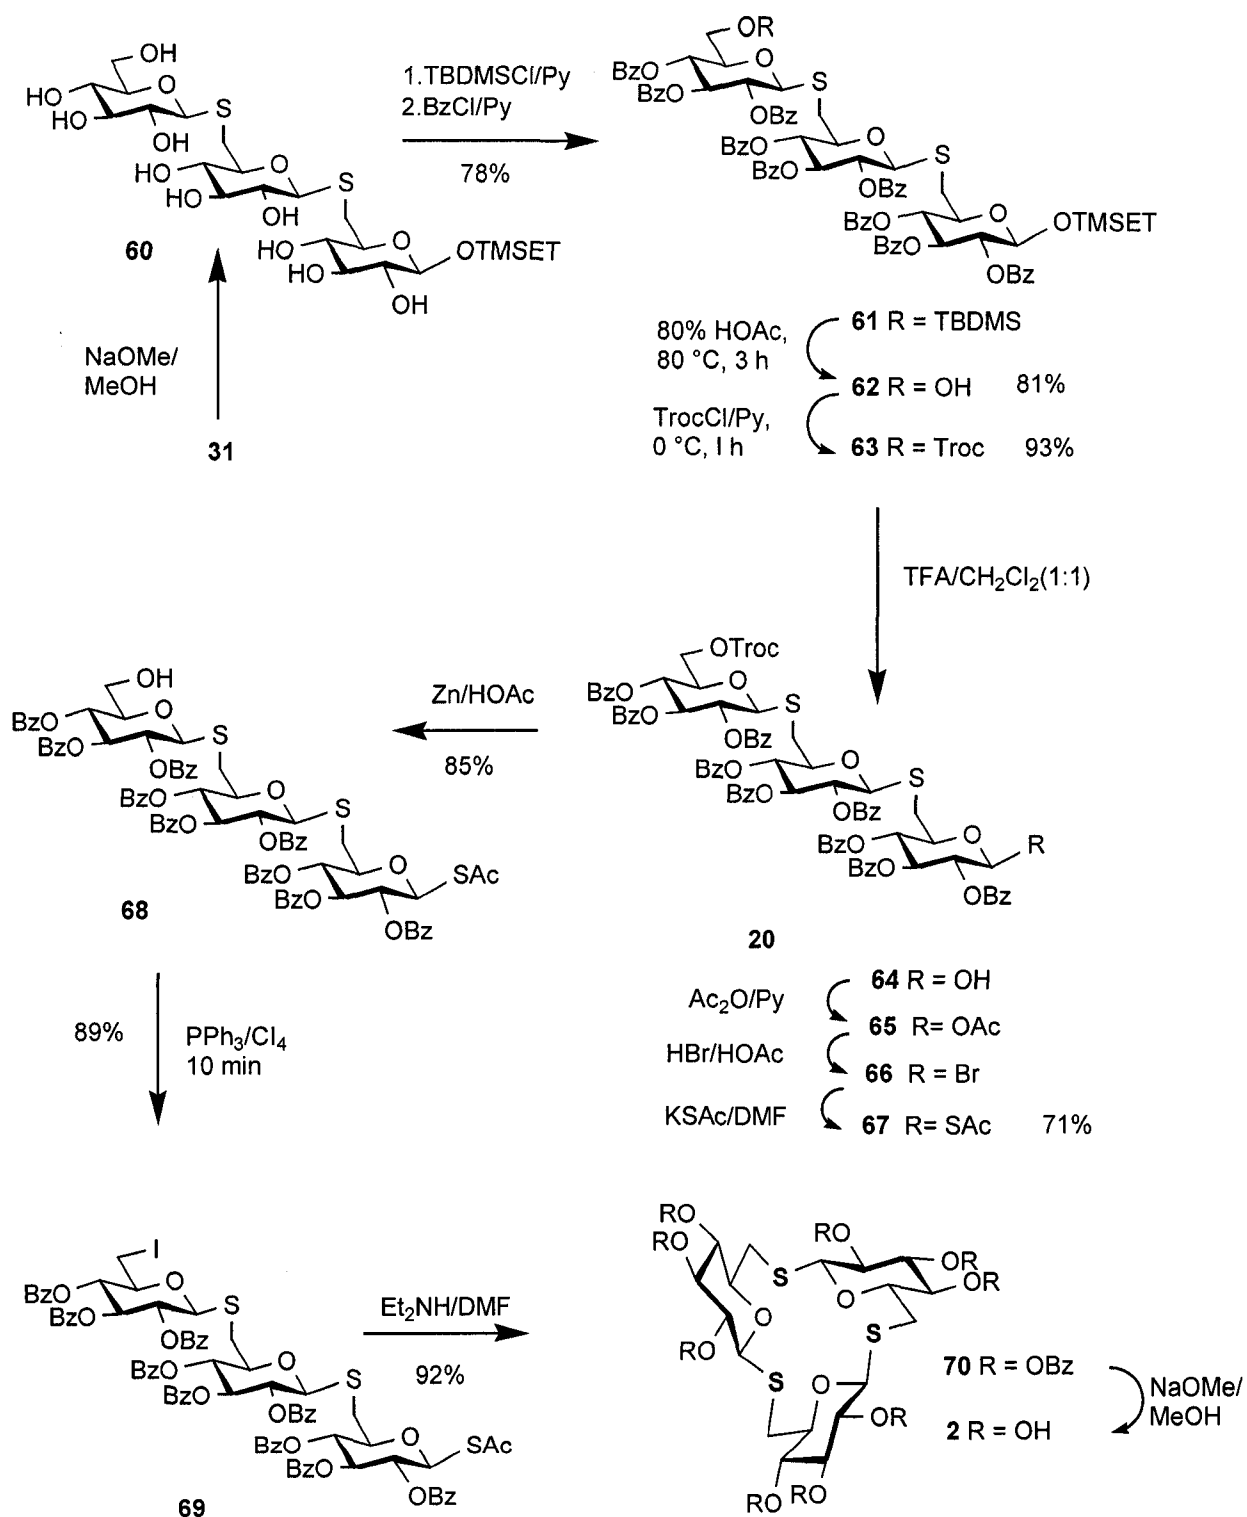 OH
O
HO
HO
S
OH
HO
O
HO
S
OH
HO
O
OTMSET
HO
OH
60
1.TBDMSCl/Py
2.BzCl/Py
78%
OR
O
BzO
BzO
S
OBz
BzO
O
BzO
S
OBz
BzO
O
OTMSET
BzO
OBz
NaOMe/
MeOH
31
61 R = TBDMS
80% HOAc,
80 °C, 3 h
62 R = OH 81%
TrocCl/Py,
0 °C, I h
63 R = Troc 93%
TFA/CH2Cl2(1:1)
OH
O
BzO
BzO
S
OBz
BzO
O
BzO
S
OBz
BzO
O
SAc
BzO
OBz
68
Zn/HOAc
85%
OTroc
O
BzO
BzO
S
OBz
BzO
O
BzO
S
OBz
BzO
O
R
BzO
OBz
20
64 R = OH
Ac2O/Py
65 R= OAc
HBr/HOAc
66 R = Br
KSAc/DMF
67 R= SAc 71%
89%
PPh3/Cl4
10 min
I
O
BzO
BzO
S
OBz
BzO
O
BzO
S
OBz
BzO
O
SAc
BzO
OBz
69
Et2NH/DMF
92%
RO
RO
RO
S
OR
OR
O
O
S
RO
S
O
OR
RO
RO
70 R = OBz
NaOMe/
MeOH
2 R = OH